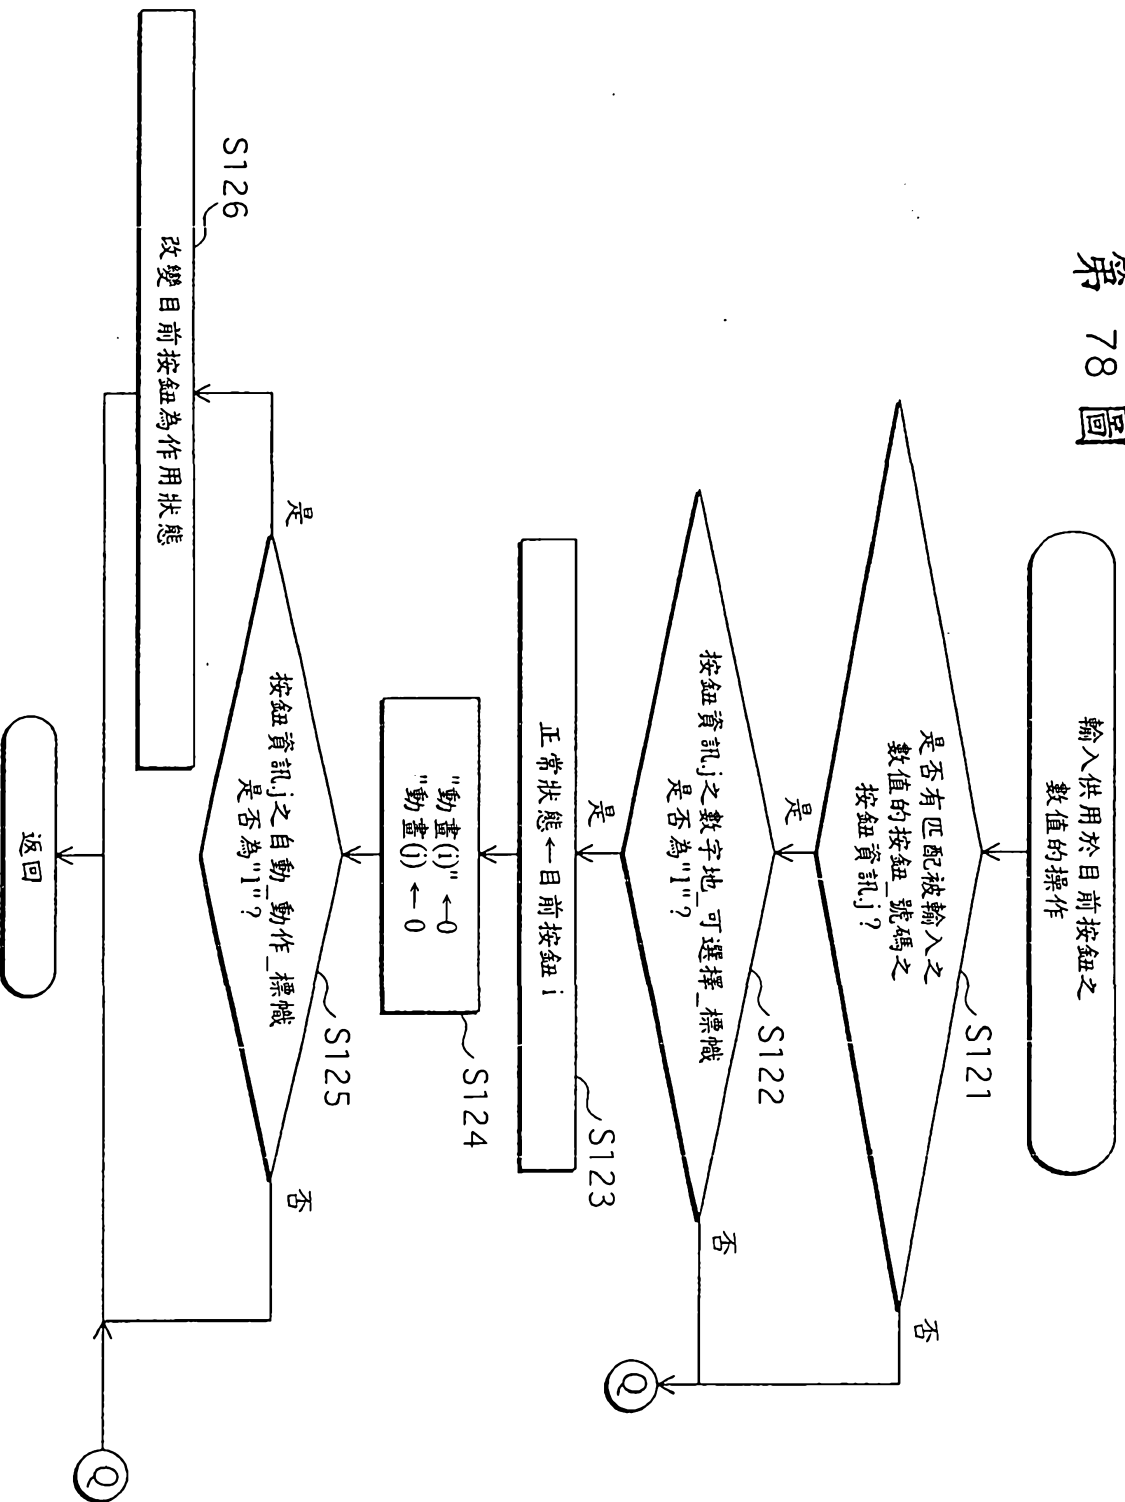 第 78 圖
輸入供用於目前按鈕之
數值的操作
S121
是否有匹配被輸入之
數值的按鈕_號碼之
按鈕資訊.j?
否
是
S122
按鈕資訊.j之數字地_可選擇_標幟
是否為"1"?
否
Q
是
S123
正常狀態←目前按鈕 i
S124
"動畫(i)" ←0
"動畫(j) ← 0
S125
按鈕資訊.j之自動_動作_標幟
是否為"1"?
是
否
S126
改變目前按鈕為作用狀態
Q
返回